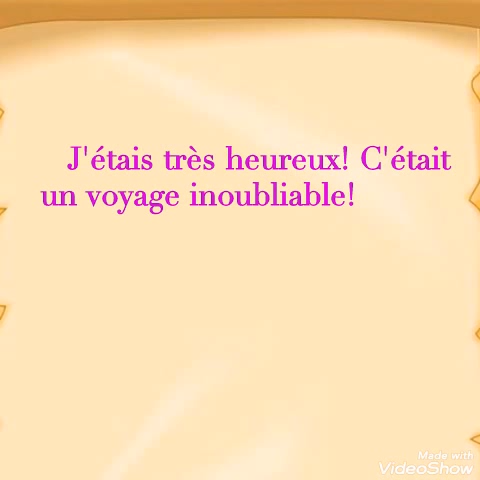 J'étais très heureux! C'était
un voyage inoubliable!
Made with
VideoShow